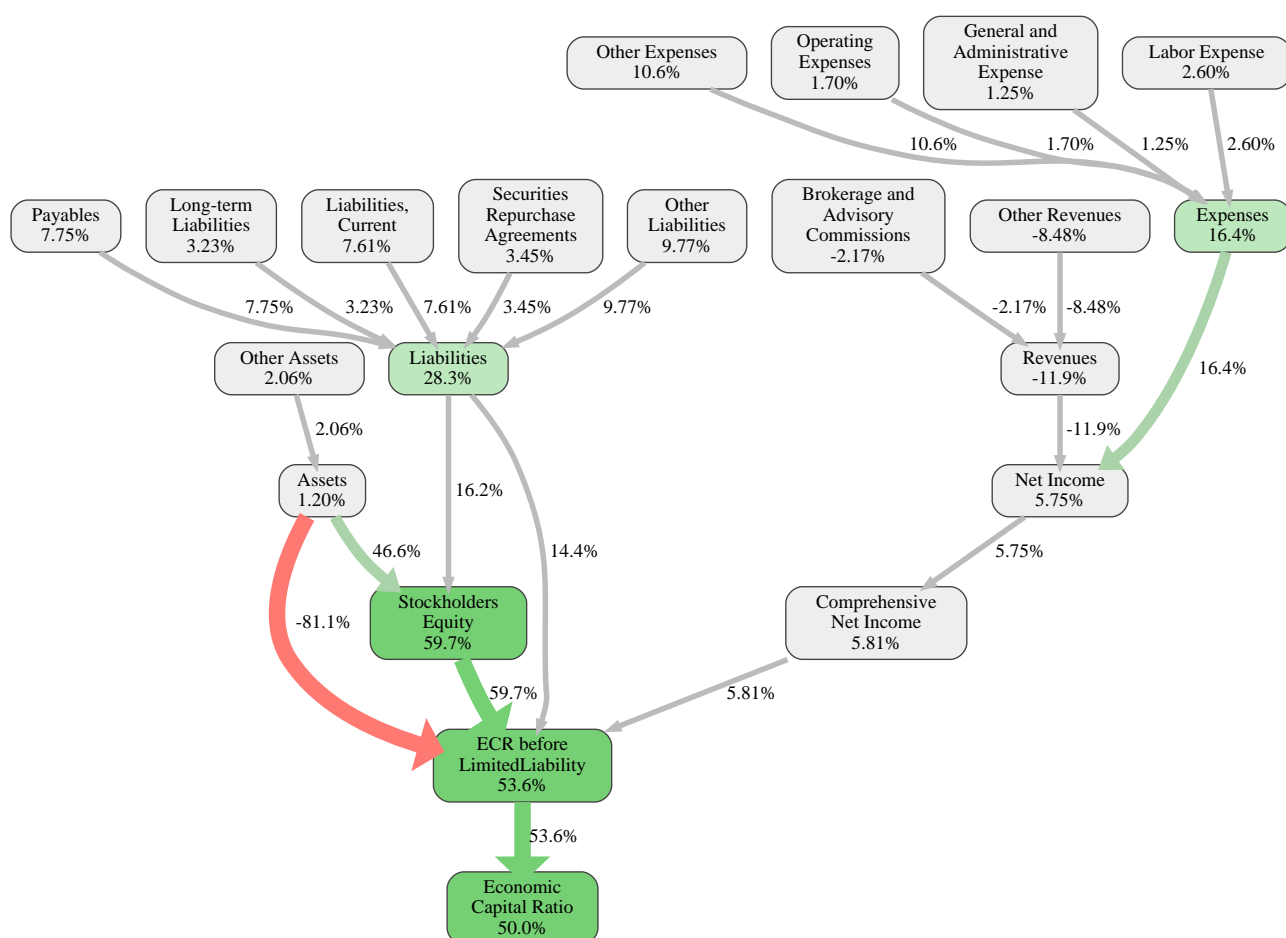 Other Expenses
10.6%
Operating
Expenses
1.70%
General and
Administrative
Expense
1.25%
Labor Expense
2.60%
10.6%
1.70%
1.25%
2.60%
Payables
7.75%
Long-term
Liabilities
3.23%
Liabilities,
Current
7.61%
Securities
Repurchase
Agreements
3.45%
Other
Liabilities
9.77%
Brokerage and
Advisory
Commissions
-2.17%
Other Revenues
-8.48%
Expenses
16.4%
7.75%
3.23%
7.61%
3.45%
9.77%
-2.17%
-8.48%
Other Assets
2.06%
Liabilities
28.3%
Revenues
-11.9%
16.4%
2.06%
-11.9%
Assets
1.20%
16.2%
Net Income
5.75%
46.6%
14.4%
5.75%
-81.1%
Stockholders
Equity
59.7%
Comprehensive
Net Income
5.81%
59.7%
5.81%
ECR before
LimitedLiability
53.6%
53.6%
Economic
Capital Ratio
50.0%